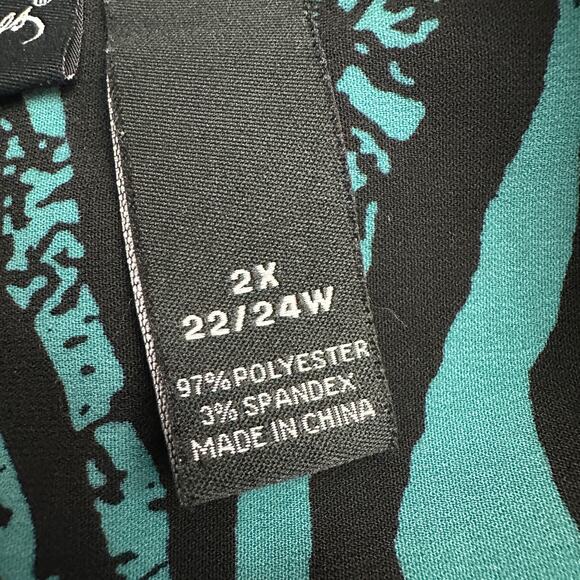 2X
22/24W
97% POLYESTER
3% SPANDEX
MADE IN CHINA